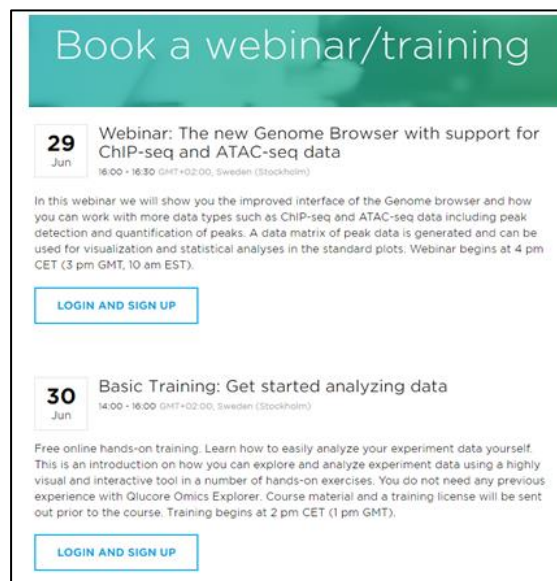 Book a webinar/training
29
Jun
Webinar: The new Genome Browser with support for
ChIP-seq and ATAC-seq data
16:00 - 16:30 GMT+02:00, Sweden (Stockholm)
In this webinar we will show you the improved interface of the Genome browser and how
you can work with more data types such as ChIP-seq and ATAC-seq data including peak
detection and quantification of peaks. A data matrix of peak data is generated and can be
used for visualization and statistical analyses in the standard plots. Webinar begins at 4 pm
CET (3 pm GMT, 10 am EST).
LOGIN AND SIGN UP
30
Jun
Basic Training: Get started analyzing data
14:00 - 16:00 GMT+02:00, Sweden (Stockholm)
Free online hands-on training. Learn how to easily analyze your experiment data yourself.
This is an introduction on how you can explore and analyze experiment data using a highly
visual and interactive tool in a number of hands-on exercises. You do not need any previous
experience with Qlucore Omics Explorer. Course material and a training license will be sent
out prior to the course. Training begins at 2 pm CET (1 pm GMT).
LOGIN AND SIGN UP